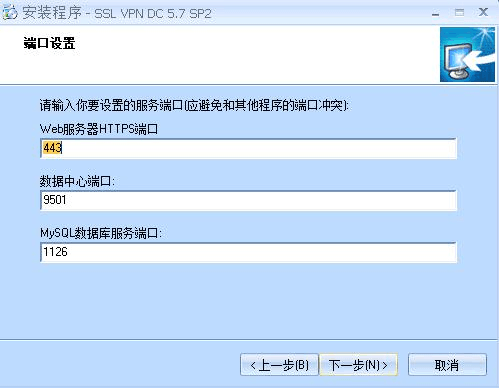 安装程序 - SSL VPN DC 5.7 SP2
端口设置
请输入你要设置的服务端口(应避免和其他程序的端口冲突):
Web服务器HTTPS端口
443
数据中心端口:
9501
MySQL数据库服务端口:
1126
<上一步(B) 下一步(N)> 取消